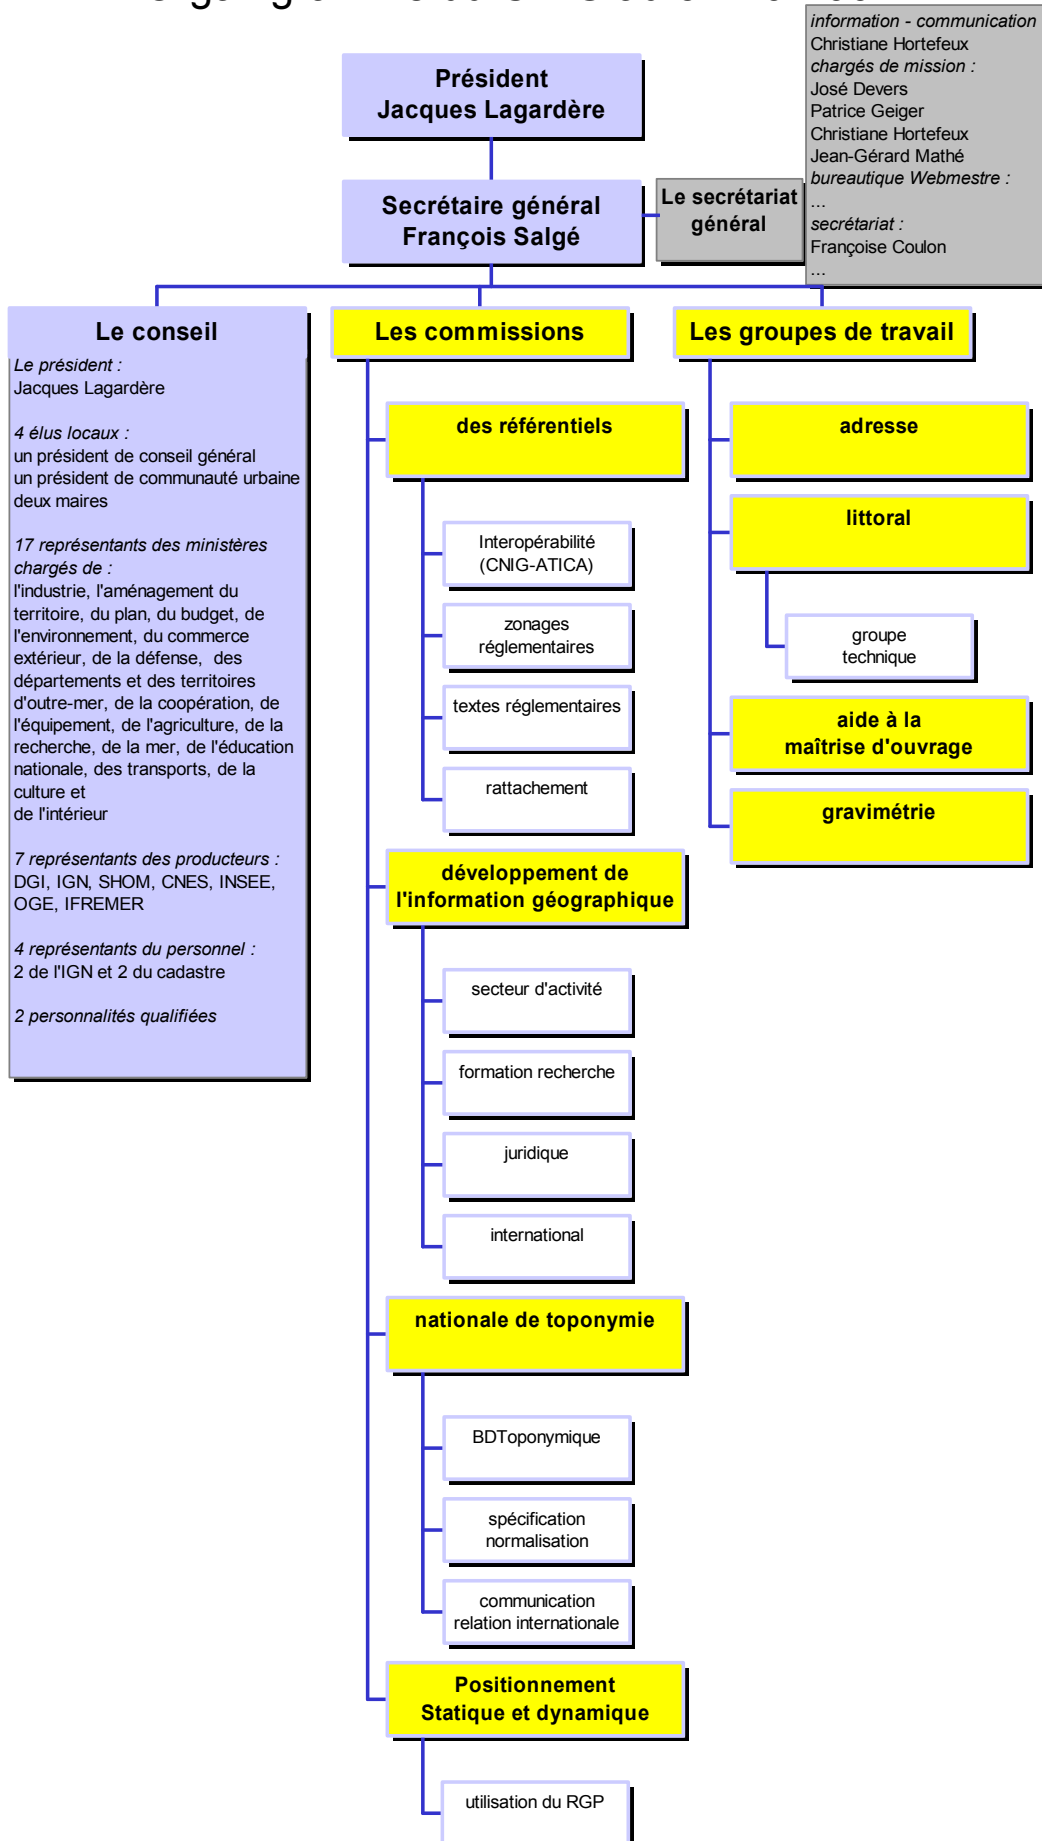 information - communication
Christiane Hortefeux
chargés de mission :
José Devers
Patrice Geiger
Christiane Hortefeux
Jean-Gérard Mathé
bureautique Webmestre :
...
secrétariat :
Françoise Coulon
...
Président
Jacques Lagardère
Secrétaire général
François Salgé
Le secrétariat
général
Le conseil
Le président :
Jacques Lagardère
4 élus locaux :
un président de conseil général
un président de communauté urbaine
deux maires
17 représentants des ministères
chargés de :
l'industrie, l'aménagement du
territoire, du plan, du budget, de
l'environnement, du commerce
extérieur, de la défense, des
départements et des territoires
d'outre-mer, de la coopération, de
l'équipement, de l'agriculture, de la
recherche, de la mer, de l'éducation
nationale, des transports, de la
culture et
de l'intérieur
7 représentants des producteurs :
DGI, IGN, SHOM, CNES, INSEE,
OGE, IFREMER
4 représentants du personnel :
2 de l'IGN et 2 du cadastre
2 personnalités qualifiées
Les commissions
des référentiels
Interopérabilité
(CNIG-ATICA)
zonages
réglementaires
textes réglementaires
rattachement
développement de
l'information géographique
secteur d'activité
formation recherche
juridique
international
nationale de toponymie
BDToponymique
spécification
normalisation
communication
relation internationale
Positionnement
Statique et dynamique
utilisation du RGP
Les groupes de travail
adresse
littoral
groupe
technique
aide à la
maîtrise d'ouvrage
gravimétrie